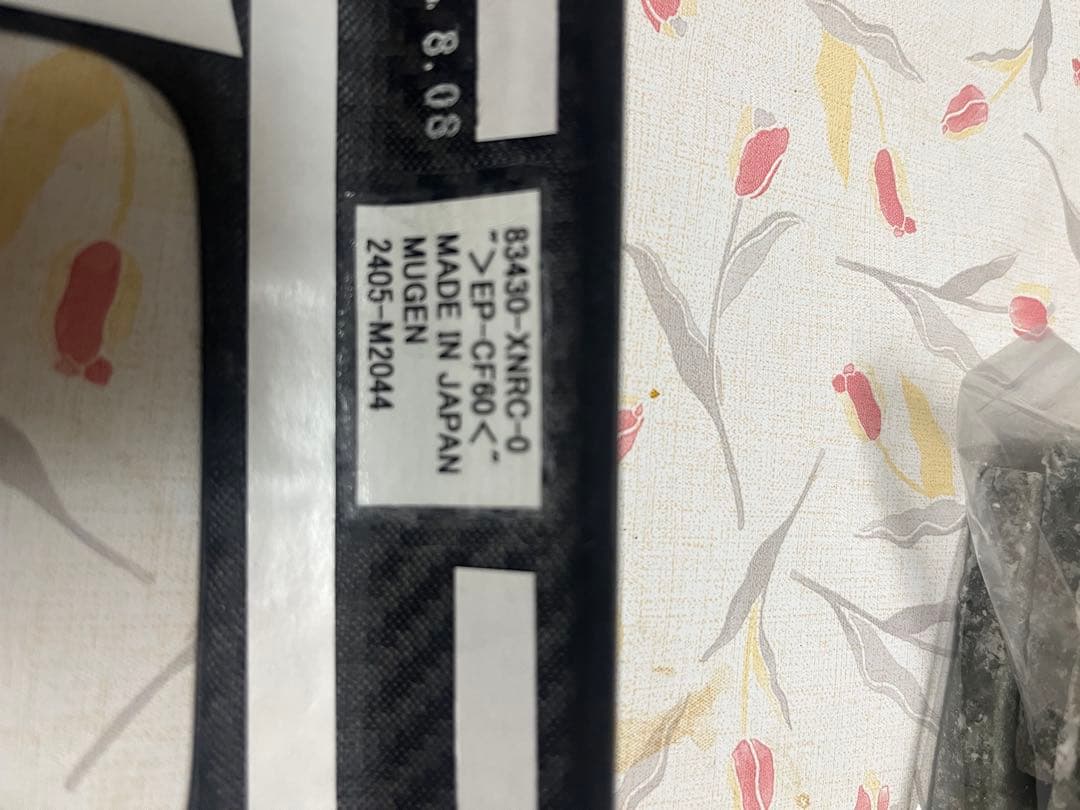 8.08
83430-XNRC-0
">EP-CF60<"
MADE IN JAPAN
MUGEN
2405-M2044